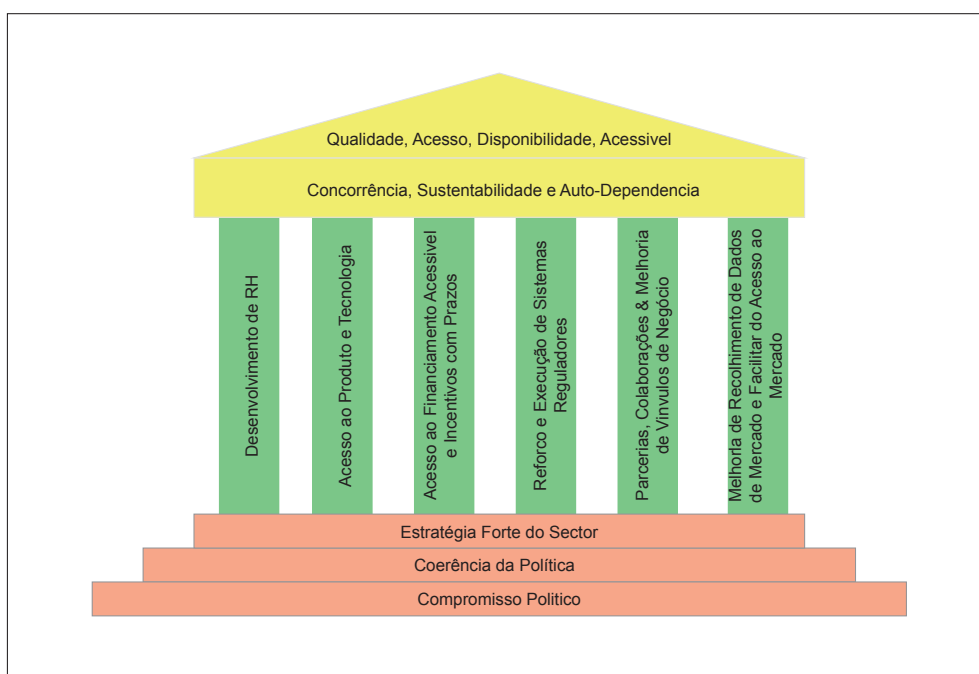 Qualidade, Acesso, Disponibilidade, Acessivel
Concorrência, Sustentabilidade e Auto-Dependencia
Desenvolvimento de RH
Acesso ao Produto e Tecnologia
Acesso ao Financiamento Acessivel
e Incentivos com Prazos
Reforco e Execução de Sistemas
Reguladores
Parcerias, Colaborações & Melhoria
de Vinvulos de Negócio
Melhorla de Recolhimento de Dados
de Mercado e Facilitar do Acesso ao
Mercado
Estratégia Forte do Sector
Coerência da Política
Compromisso Politico